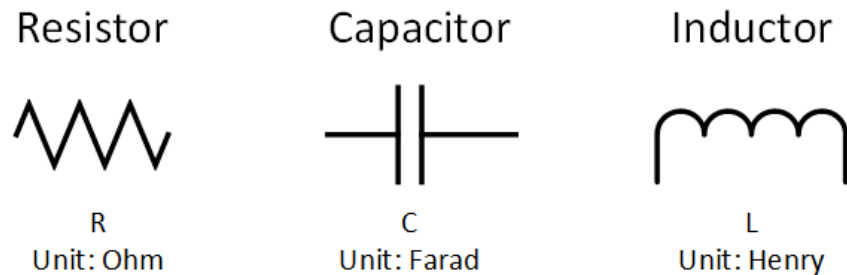 Resistor
Capacitor
Inductor
R
Unit: Ohm
C
Unit: Farad
L
Unit: Henry